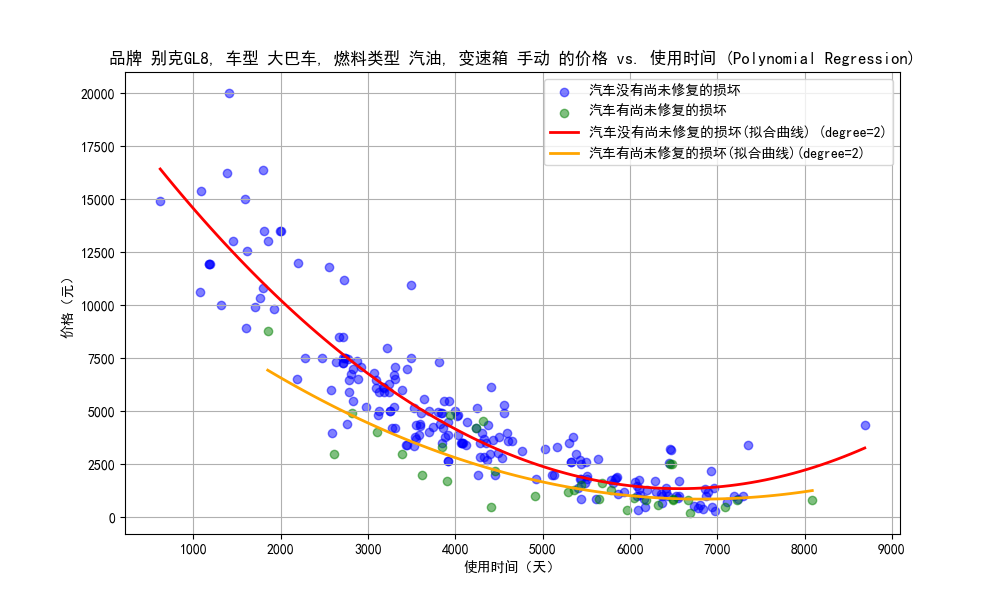 品牌 别克GL8, 车型 大巴车, 燃料类型 汽油, 变速箱 手动 的价格 vs. 使用时间 (Polynomial Regression)
汽车没有尚未修复的损坏
汽车有尚未修复的损坏
汽车没有尚未修复的损坏(拟合曲线) (degree=2)
汽车有尚未修复的损坏(拟合曲线)(degree=2)
价格（元）
20000
17500
15000
12500
10000
7500
5000
2500
0
1000 2000 3000 4000 5000 6000 7000 8000 9000
使用时间（天）